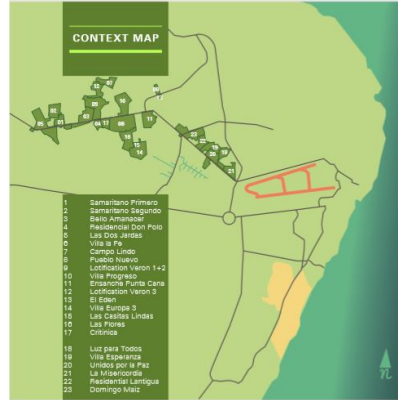 CONTEXT MAP
1 Samaritano Primero
2 Samaritano Segundo
3 Bello Amanacer
4 Residencial Don Polo
5 Las Dos Jardas
6 Villa la Fe
7 Campo Lindo
8 Pueblo Nuevo
9 Lotification Veron 1+2
10 Villa Progreso
11 Ensanche Punta Cana
12 Lotification Veron 3
13 El Eden
14 Villa Europa 3
15 Las Casitas Lindas
16 Las Flores
17 Critinica
18 Luz para Todos
19 Villa Esperanza
20 Unidos por la Paz
21 La Misericordia
22 Residential Lantigua
23 Domingo Maiz
n